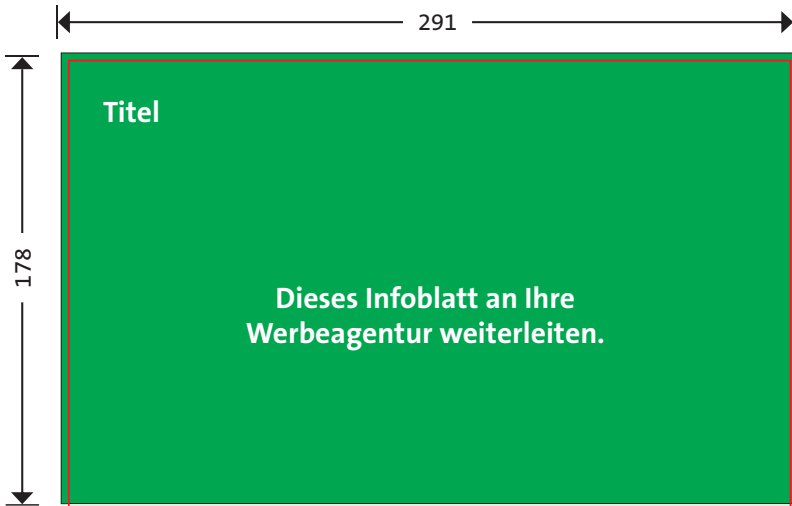 291
178
Titel
Dieses Infoblatt an Ihre
Werbeagentur weiterleiten.